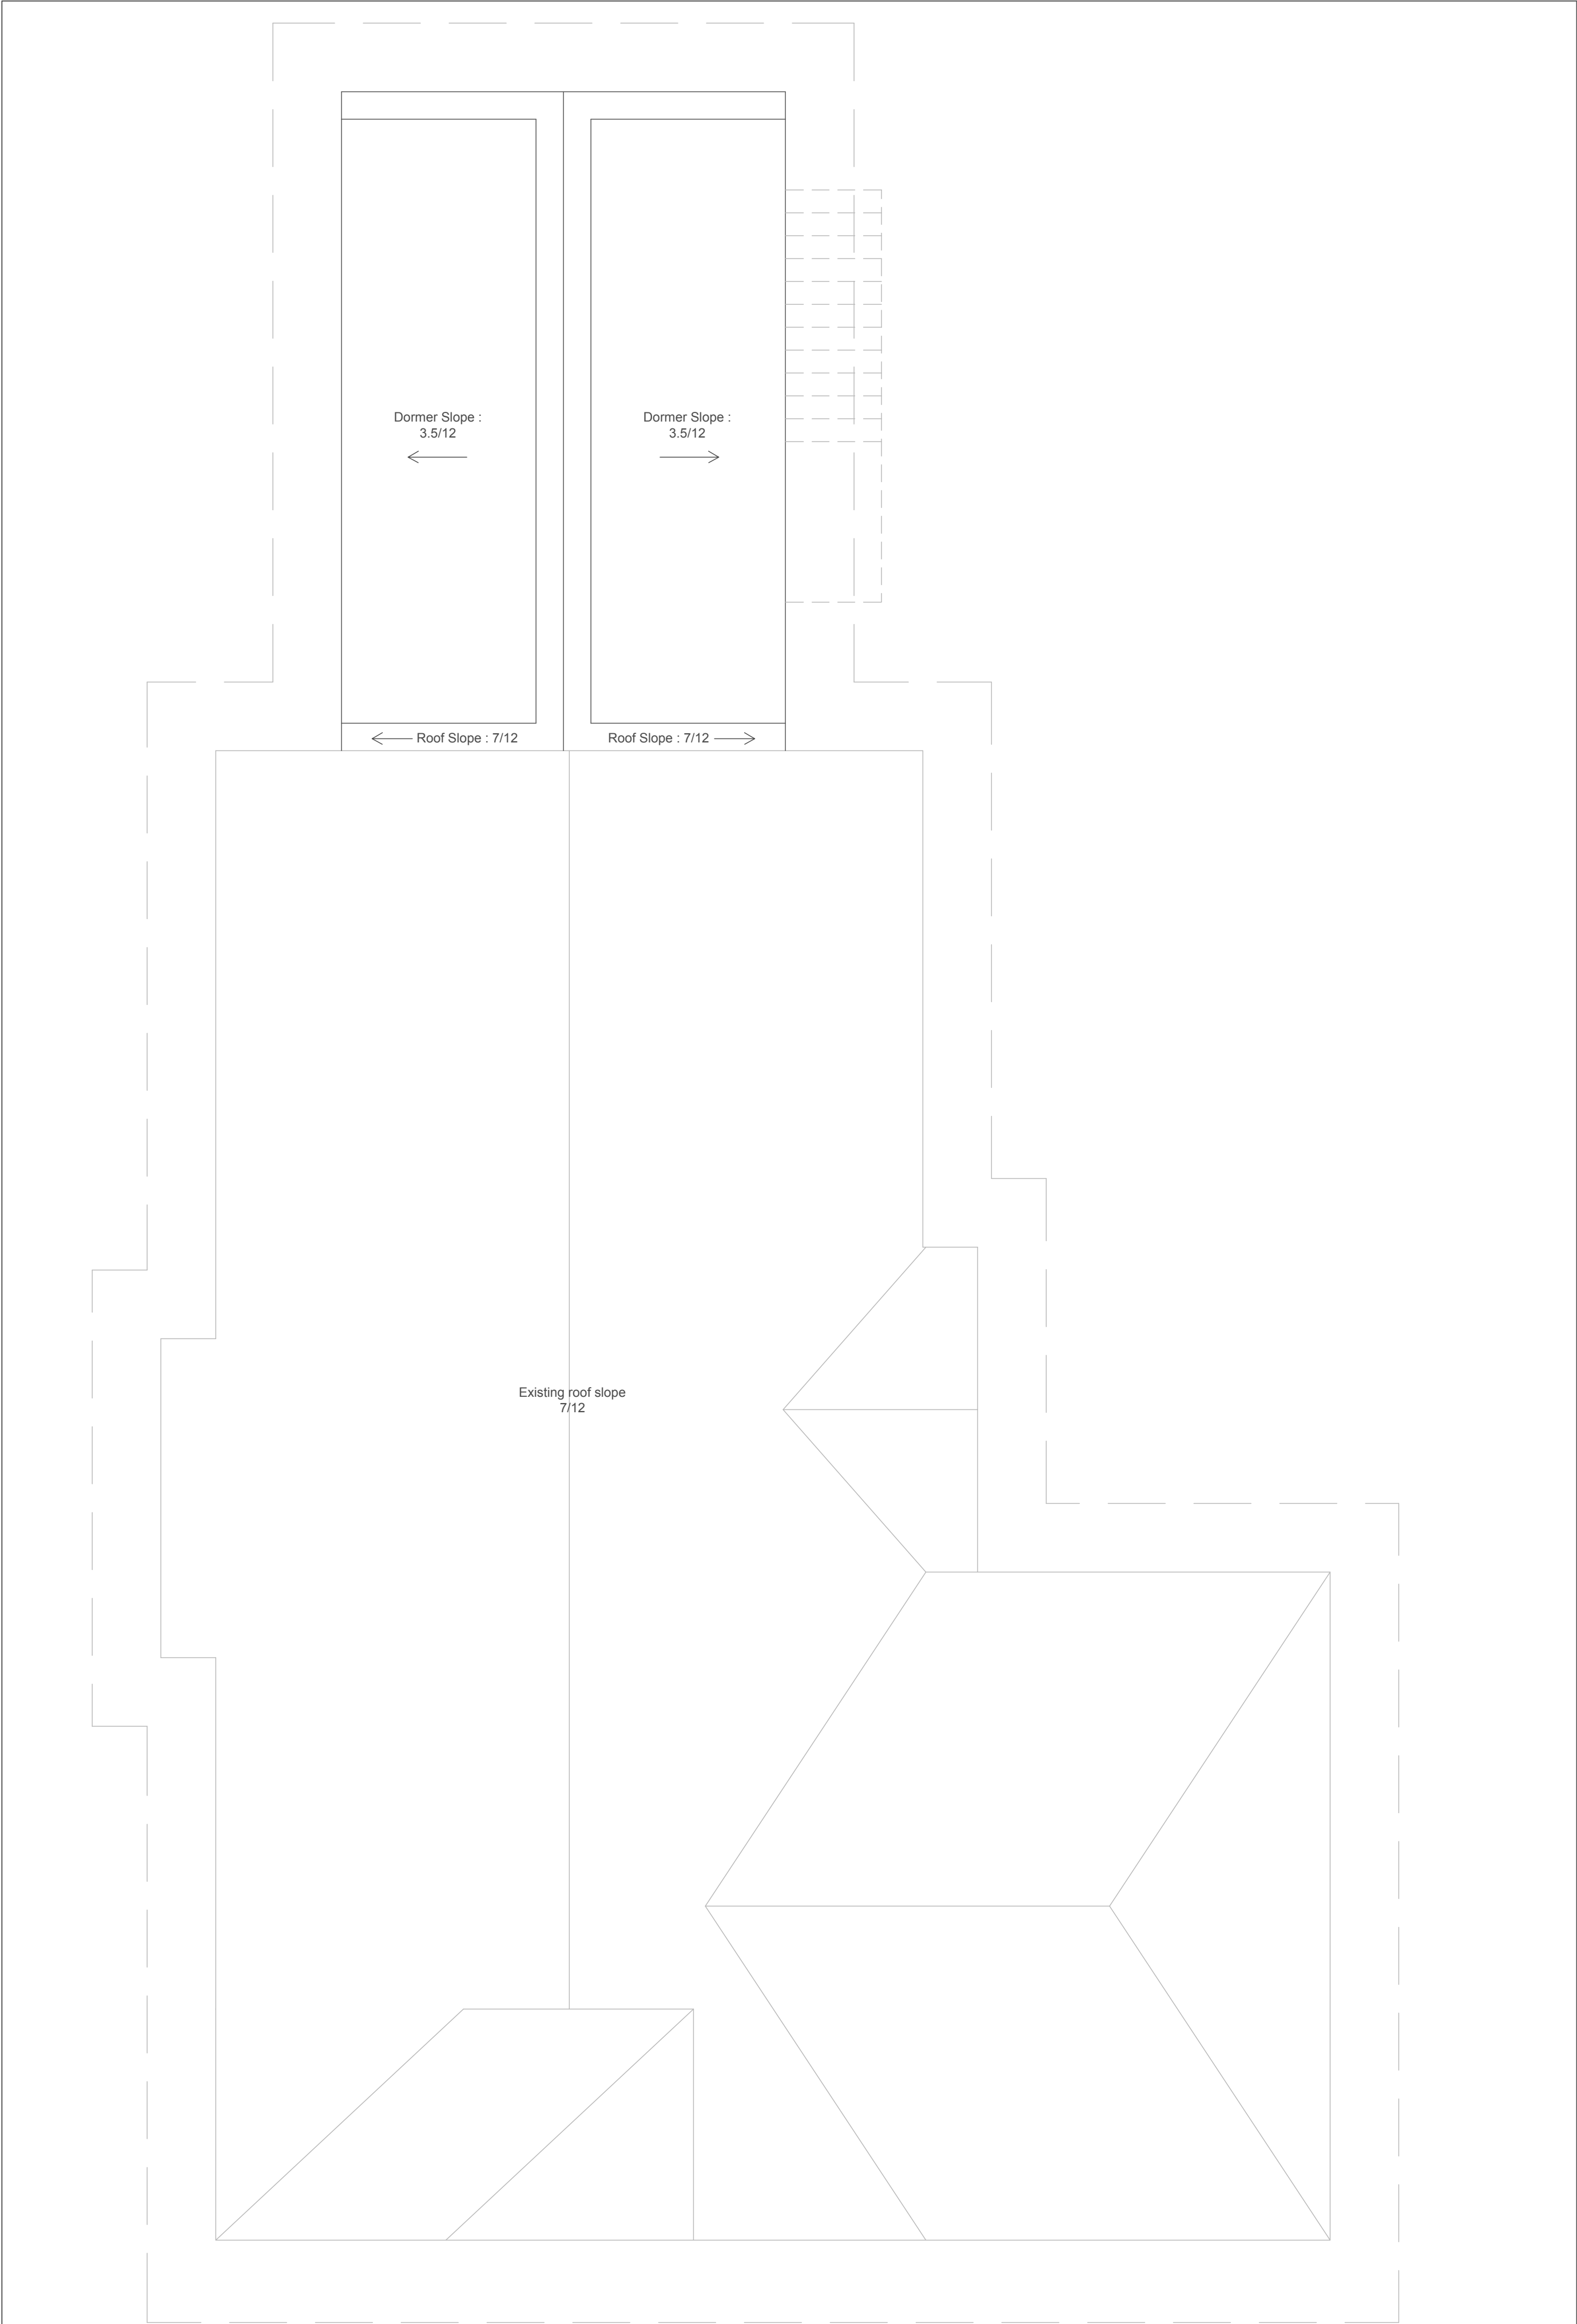 Dormer Slope :
3.5/12
Dormer Slope :
3.5/12
Roof Slope : 7/12
Roof Slope : 7/12
Existing roof slope
7/12